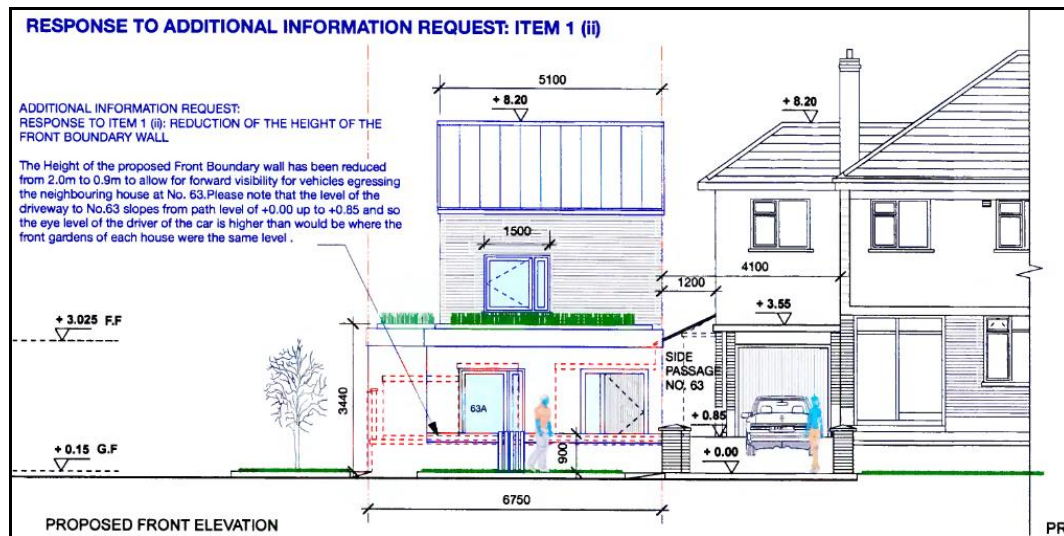 RESPONSE TO ADDITIONAL INFORMATION REQUEST: ITEM 1 (ii)
ADDITIONAL INFORMATION REQUEST:
RESPONSE TO ITEM 1 (ii): REDUCTION OF THE HEIGHT OF THE
FRONT BOUNDARY WALL
The Height of the proposed Front Boundary wall has been reduced
from 2.0m to 0.9m to allow for forward visibility for vehicles egressing
the neighbouring house at No. 63.Please note that the level of the
driveway to No.63 slopes from path level of +0.00 up to +0.85 and so
the eye level of the driver of the car is higher than would be where the
front gardens of each house were the same level .
5100
+ 8.20
+ 8.20
1500
4100
1200
+ 3.025 F.F
+ 3.55
3440
SIDE
PASSAGE
NO. 63
63A
+ 0.85
900
+ 0.15 G.F
+ 0.00
6750
PROPOSED FRONT ELEVATION
PR